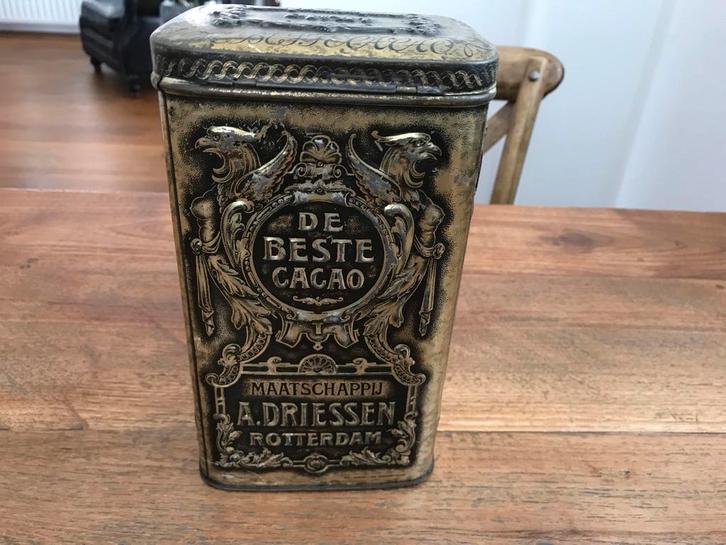 DE
BESTE
CACAO
MAATSCHAPPIJ
A. DRIESSEN
ROTTERDAM